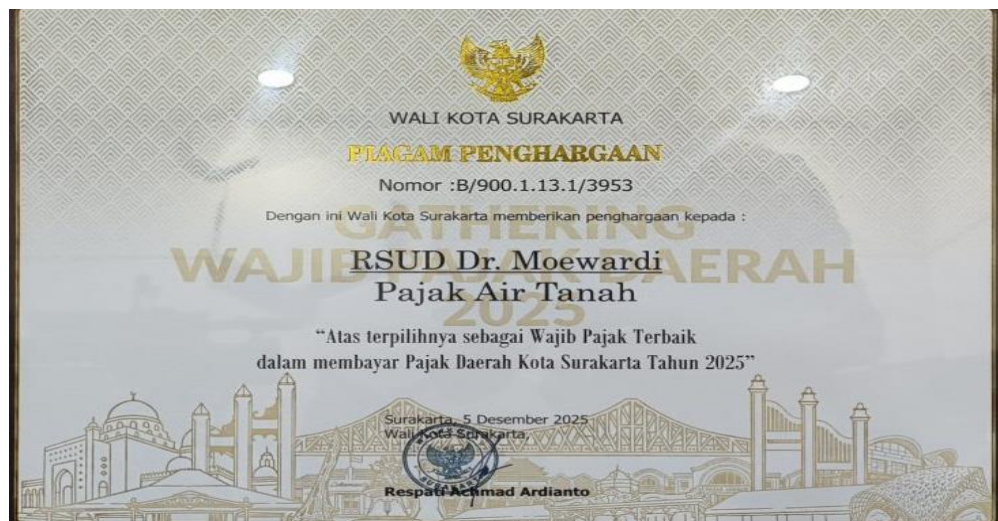 WALI KOTA SURAKARTA
PIAGAM PENGHARGAAN
Nomor :B/900.1.13.1/3953
Dengan ini Wali Kota Surakarta memberikan penghargaan kepada :
GATHERING
WAJIB PAJAK DAERAH
2025
RSUD Dr. Moewardi
Pajak Air Tanah
“Atas terpilihnya sebagai Wajib Pajak Terbaik
dalam membayar Pajak Daerah Kota Surakarta Tahun 2025”
Surakarta, 5 Desember 2025
Wali Kota Surakarta,
SURAKARTA
Respati Achmad Ardianto